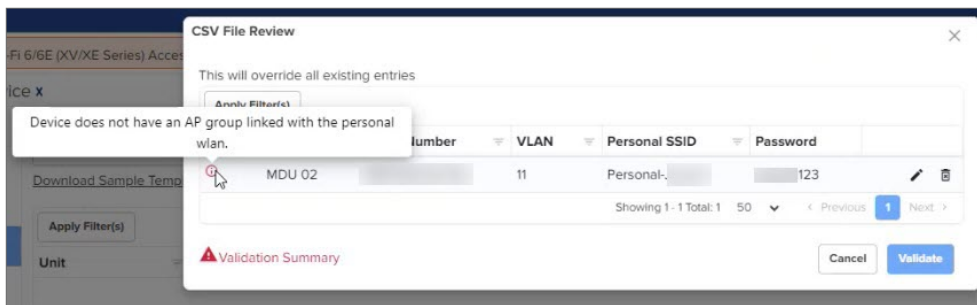 CSV File Review
-Fi 6/6E (XV/XE Series) Acces
This will override all existing entries
ice x
Apply Filter(s)
Device does not have an AP group linked with the personal
wlan.
Number VLAN Personal SSID Password
MDU 02 11 Personal- 123
Download Sample Temp
Showing 1 - 1 Total: 1 50 < Previous 1 Next >
Apply Filter(s)
Unit
Validation Summary
Cancel Validate